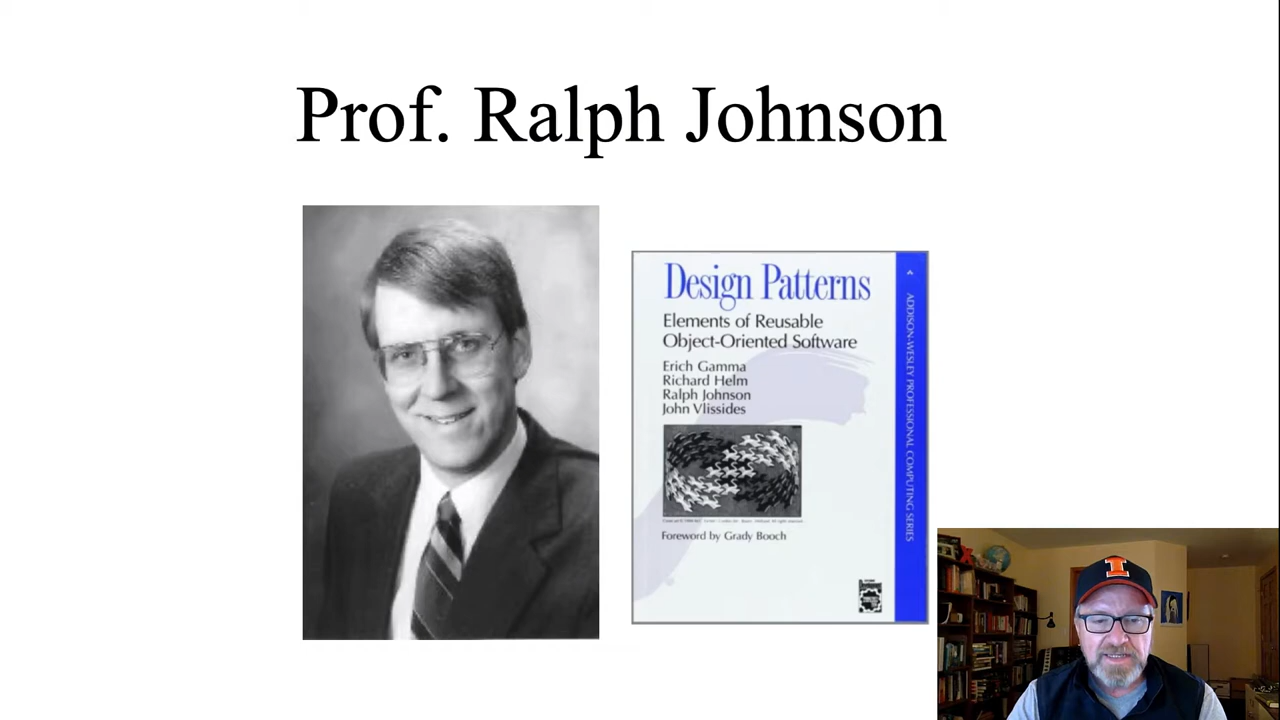 Prof. Ralph Johnson
Design Patterns
Elements of Reusable
Object-Oriented Software
Erich Gamma
Richard Helm
Ralph Johnson
John Vlissides
Foreword by Grady Booch
ADDISON-WESLEY PROFESSIONAL COMPUTING SERIES
I